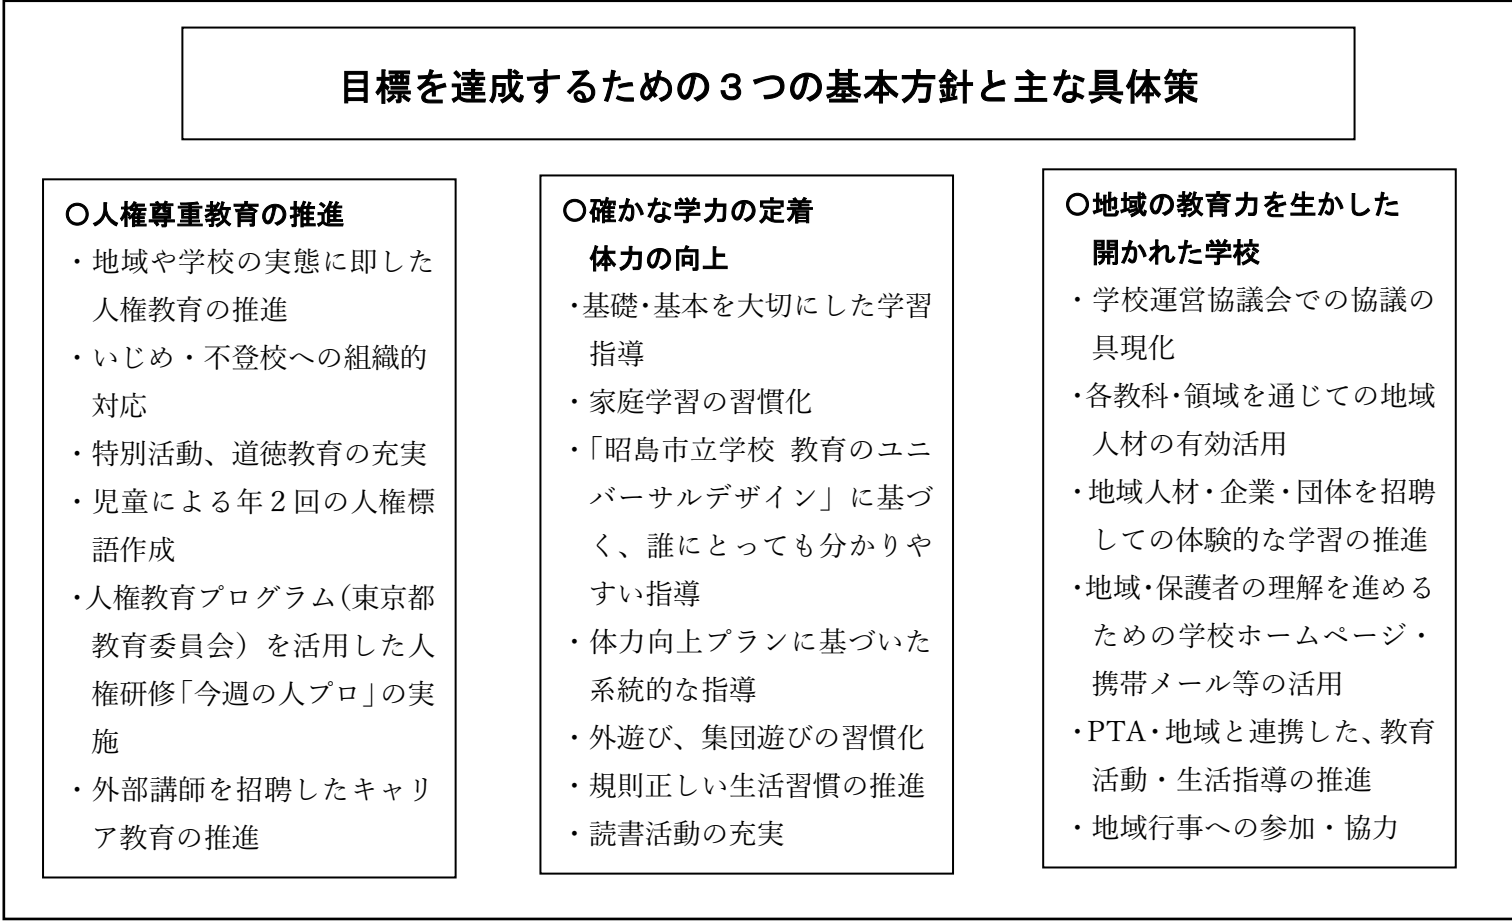 目標を達成するための３つの基本方針と主な具体策
〇人権尊重教育の推進
・地域や学校の実態に即した
人権教育の推進
・いじめ・不登校への組織的
対応
・特別活動、道徳教育の充実
・児童による年２回の人権標
語作成
・人権教育プログラム（東京都
教育委員会）を活用した人
権研修「今週の人プロ」の実
施
・外部講師を招聘したキャリ
ア教育の推進
〇確かな学力の定着
体力の向上
・基礎・基本を大切にした学習
指導
・家庭学習の習慣化
・「昭島市立学校 教育のユニ
バーサルデザイン」に基づ
く、誰にとっても分かりや
すい指導
・体力向上プランに基づいた
系統的な指導
・外遊び、集団遊びの習慣化
・規則正しい生活習慣の推進
・読書活動の充実
〇地域の教育力を生かした
開かれた学校
・学校運営協議会での協議の
具現化
・各教科・領域を通じての地域
人材の有効活用
・地域人材・企業・団体を招聘
しての体験的な学習の推進
・地域・保護者の理解を進める
ための学校ホームページ・
携帯メール等の活用
・PTA・地域と連携した、教育
活動・生活指導の推進
・地域行事への参加・協力